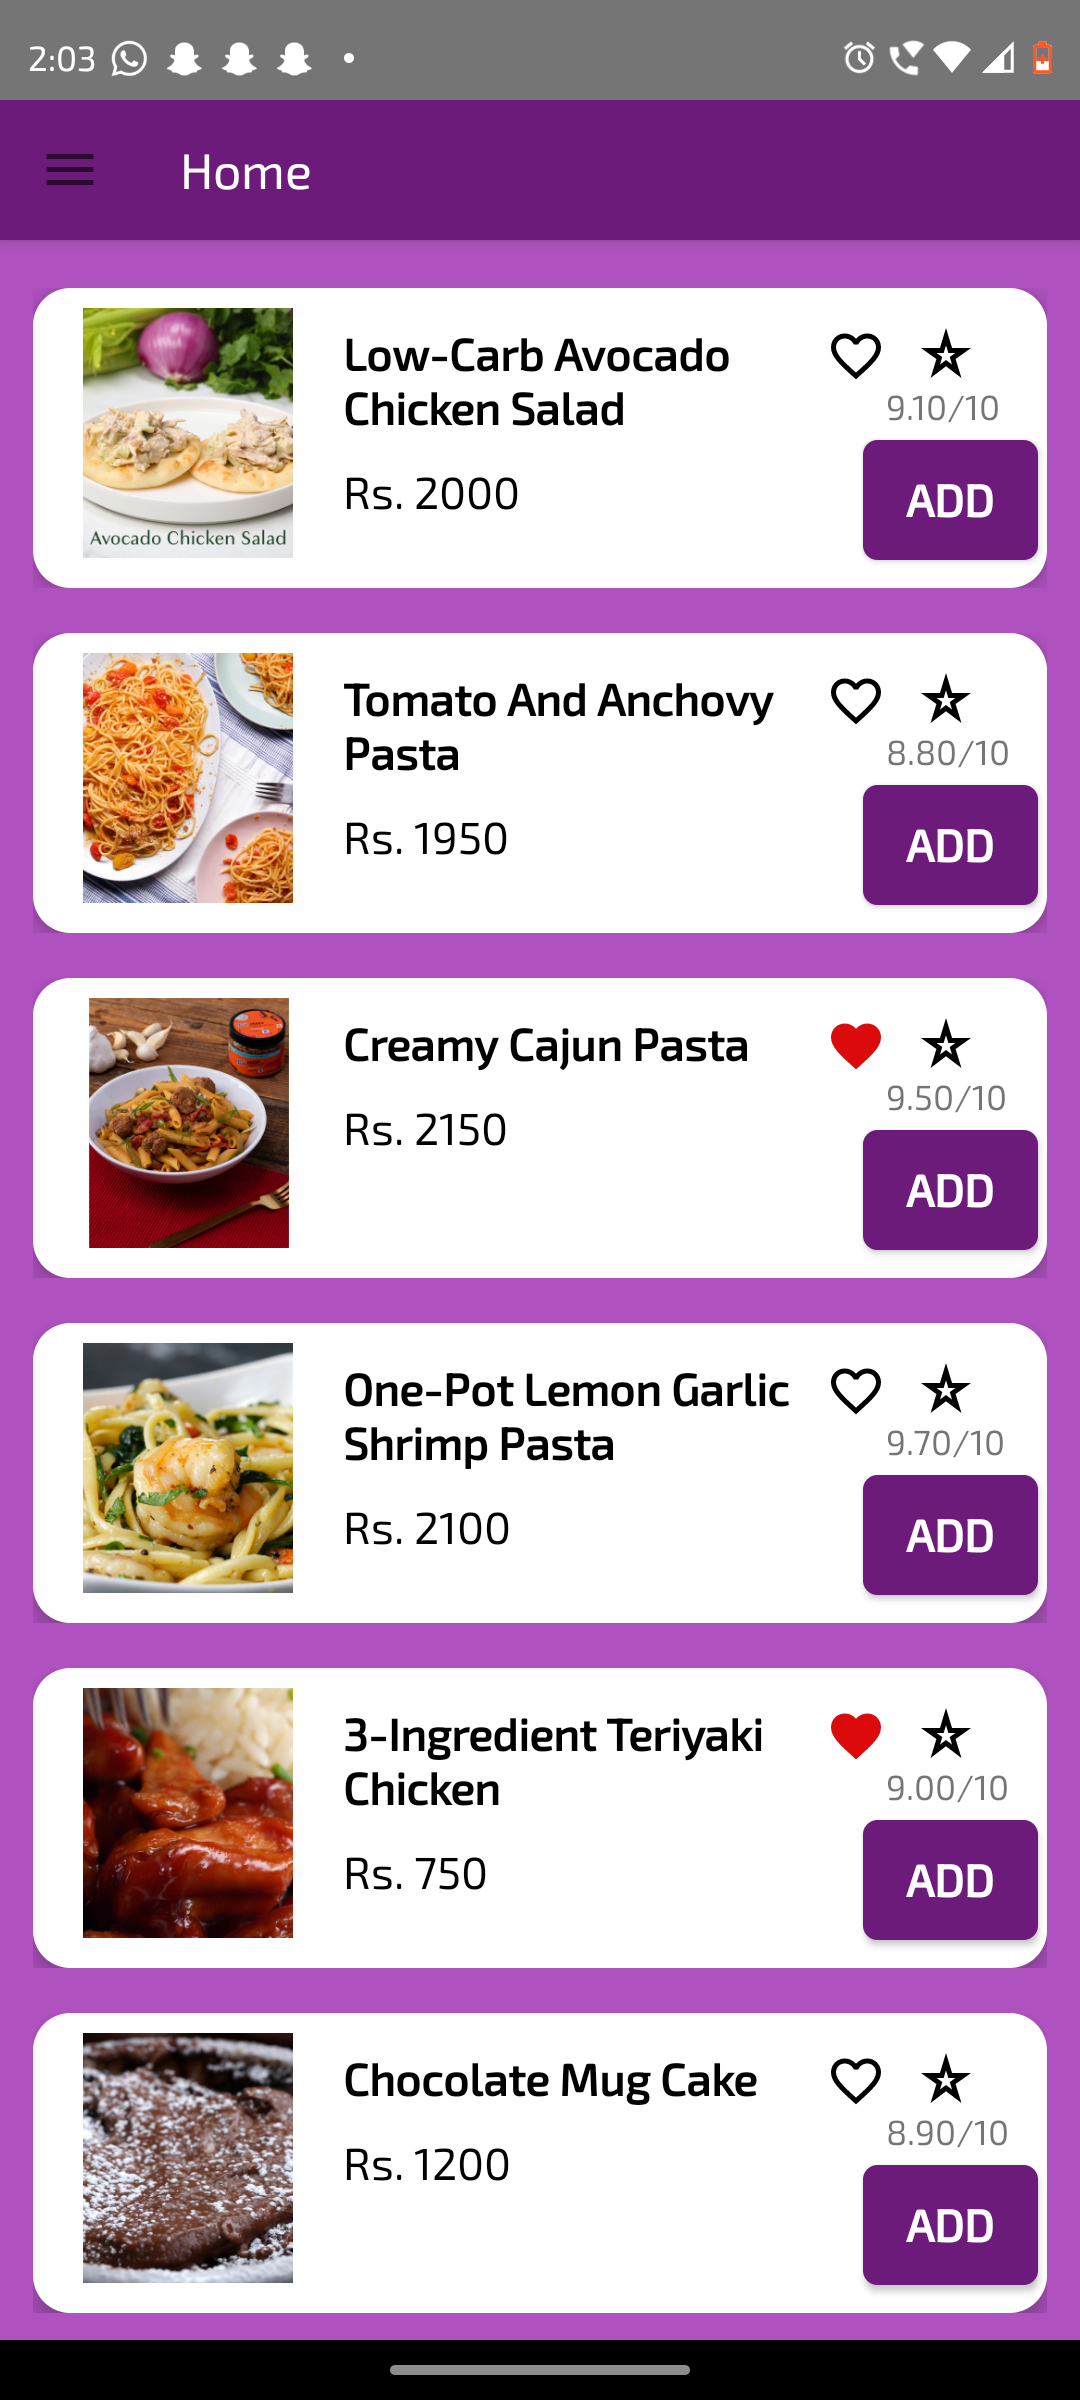 2:03
Home
Low-Carb Avocado
Chicken Salad
Rs. 2000
9.10/10
ADD
Avocado Chicken Salad
Tomato And Anchovy
Pasta
Rs. 1950
8.80/10
ADD
Creamy Cajun Pasta
Rs. 2150
9.50/10
ADD
One-Pot Lemon Garlic
Shrimp Pasta
Rs. 2100
9.70/10
ADD
3-Ingredient Teriyaki
Chicken
Rs. 750
9.00/10
ADD
Chocolate Mug Cake
Rs. 1200
8.90/10
ADD